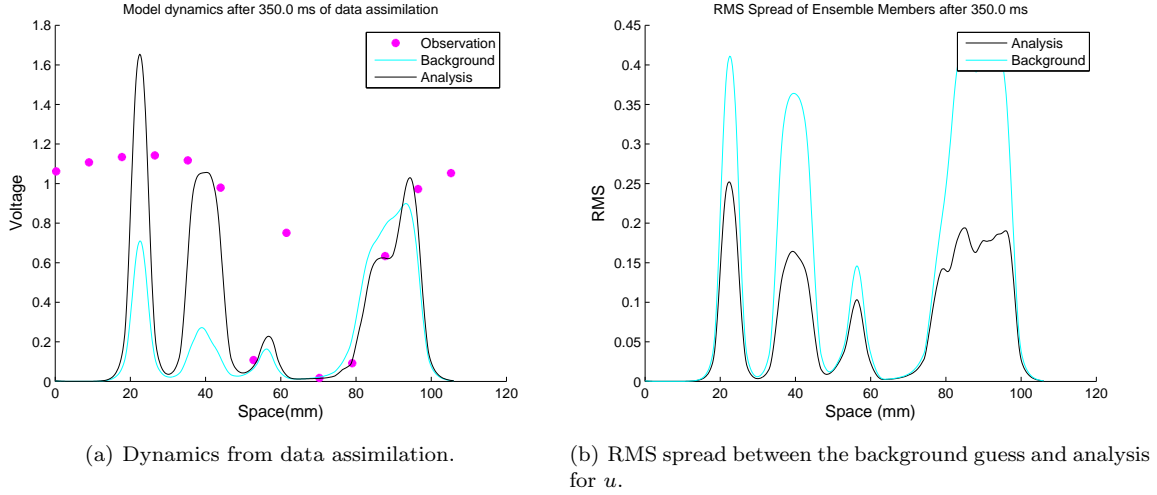 Model dynamics after 350.0 ms of data assimilation
1.8
1.6
1.4
1.2
1
0.8
0.6
0.4
0.2
0
Voltage
Observation
Background
Analysis
0
20
40
60
80
100
120
Space(mm)
(a) Dynamics from data assimilation.
RMS Spread of Ensemble Members after 350.0 ms
0.45
0.4
0.35
0.3
0.25
0.2
0.15
0.1
0.05
0
RMS
Analysis
Background
0
20
40
60
80
100
120
Space (mm)
(b) RMS spread between the background guess and analysis
for u.